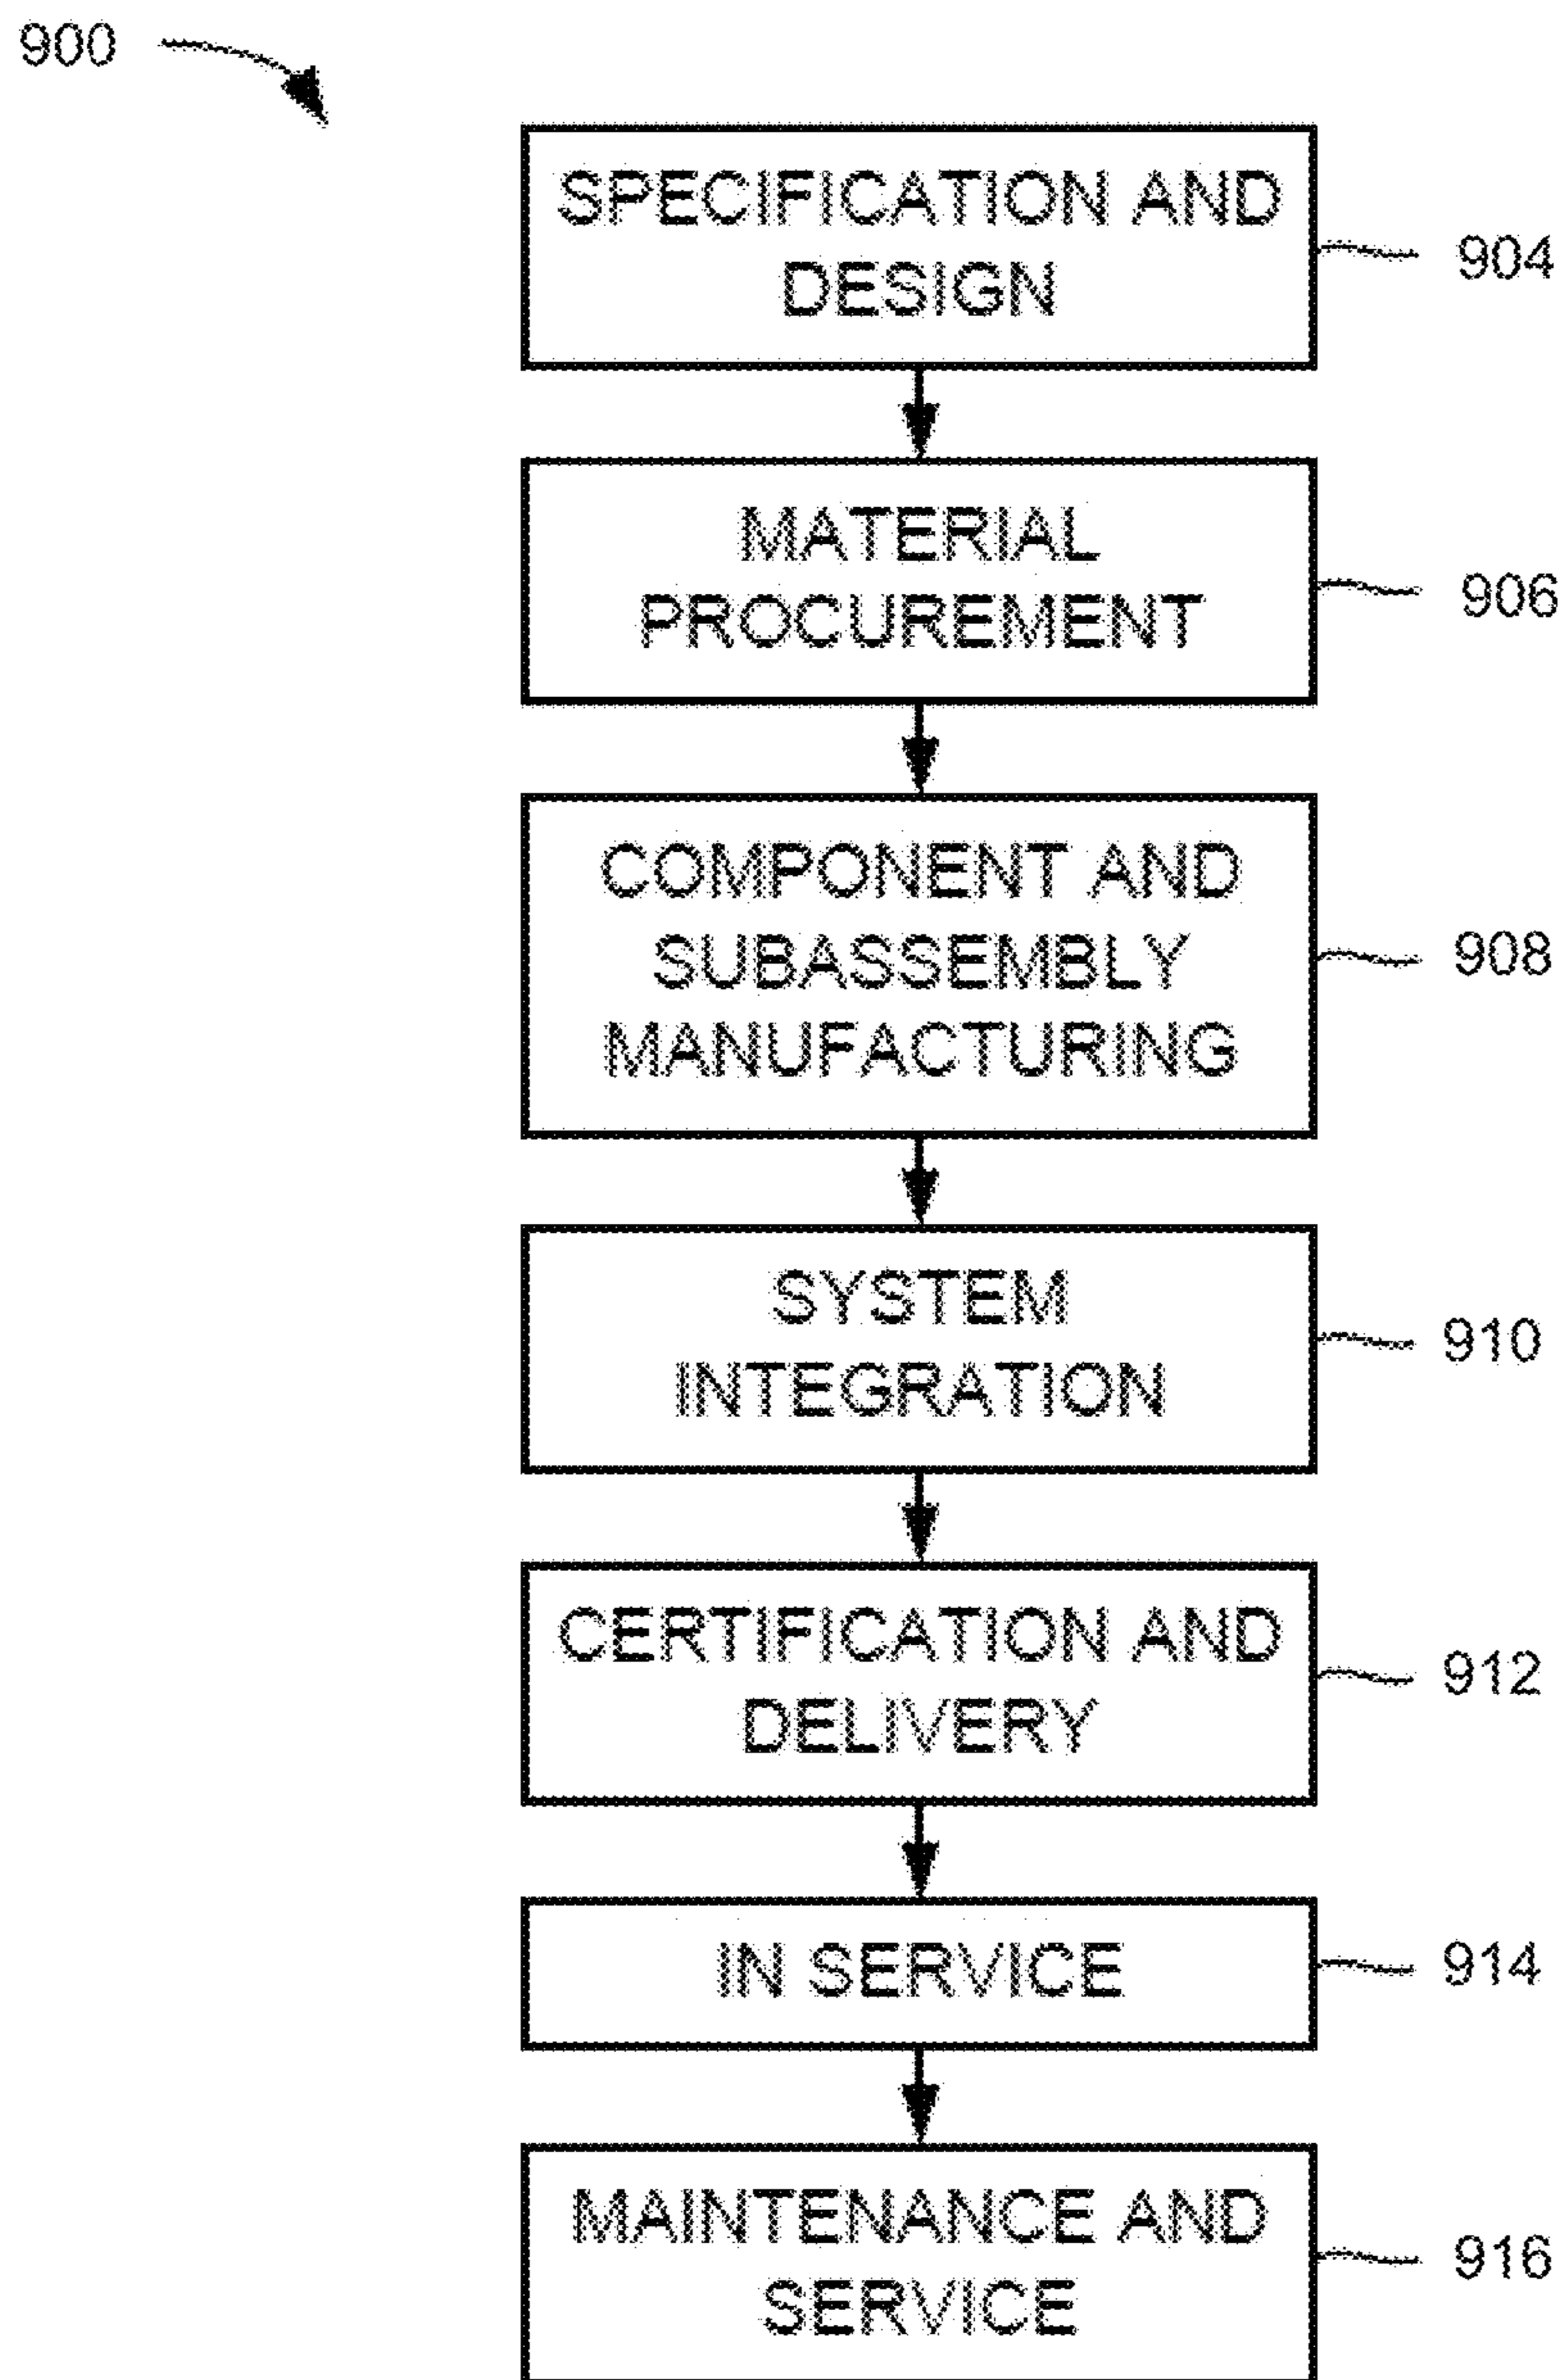 900
SPECIFICATION AND
DESIGN
904
MATERIAL
PROCUREMENT
906
COMPONENT AND
SUBASSEMBLY
MANUFACTURING
908
SYSTEM
INTEGRATION
910
CERTIFICATION AND
DELIVERY
912
IN SERVICE
914
MAINTENANCE AND
SERVICE
916